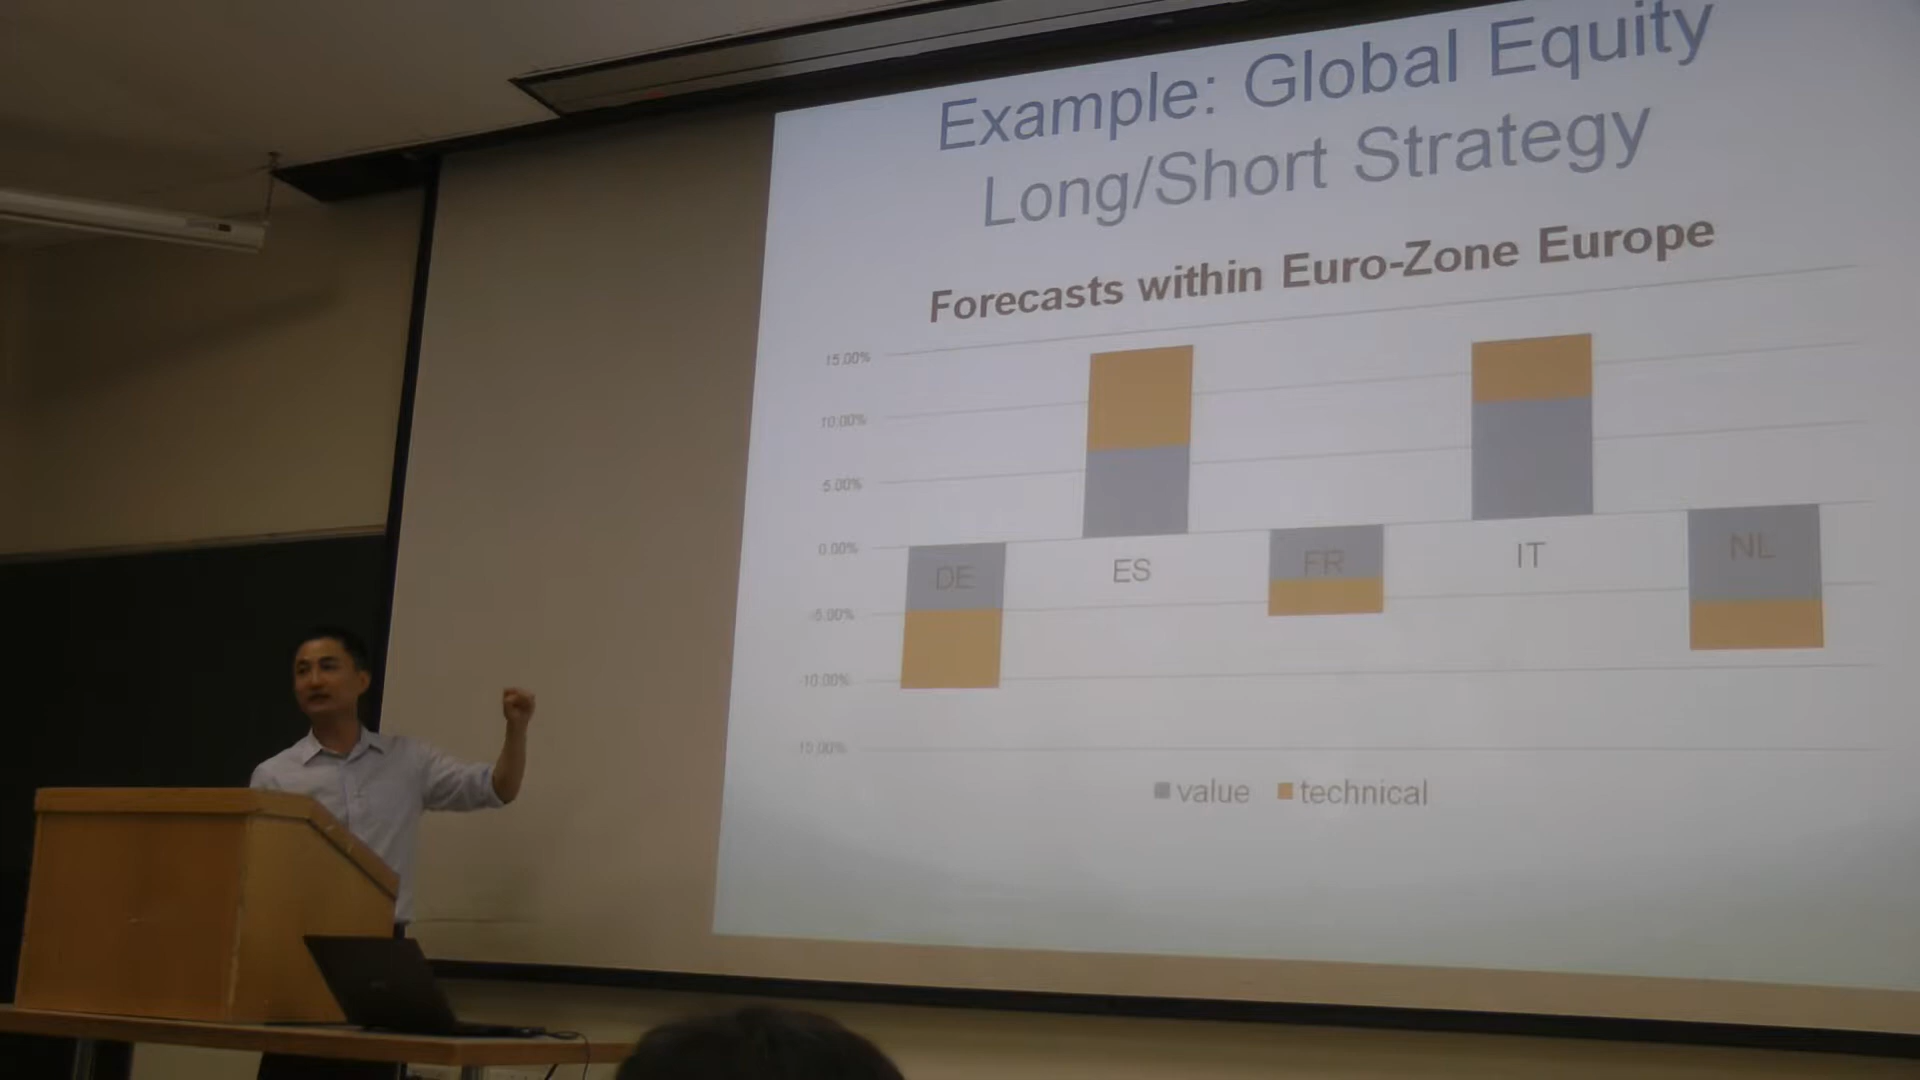 Example: Global Equity
Long/Short Strategy
Forecasts within Euro-Zone Europe
15.00%
10.00%
5.00%
0.00%
-5.00%
-10.00%
-15.00%
DE
ES
FR
IT
NL
value
technical